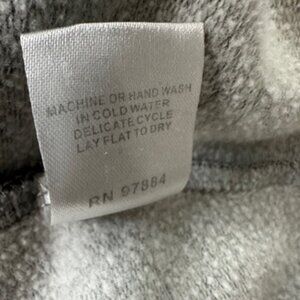 MACHINE OR HAND WASH
IN COLD WATER
DELICATE CYCLE
LAY FLAT TO DRY
RN 97884